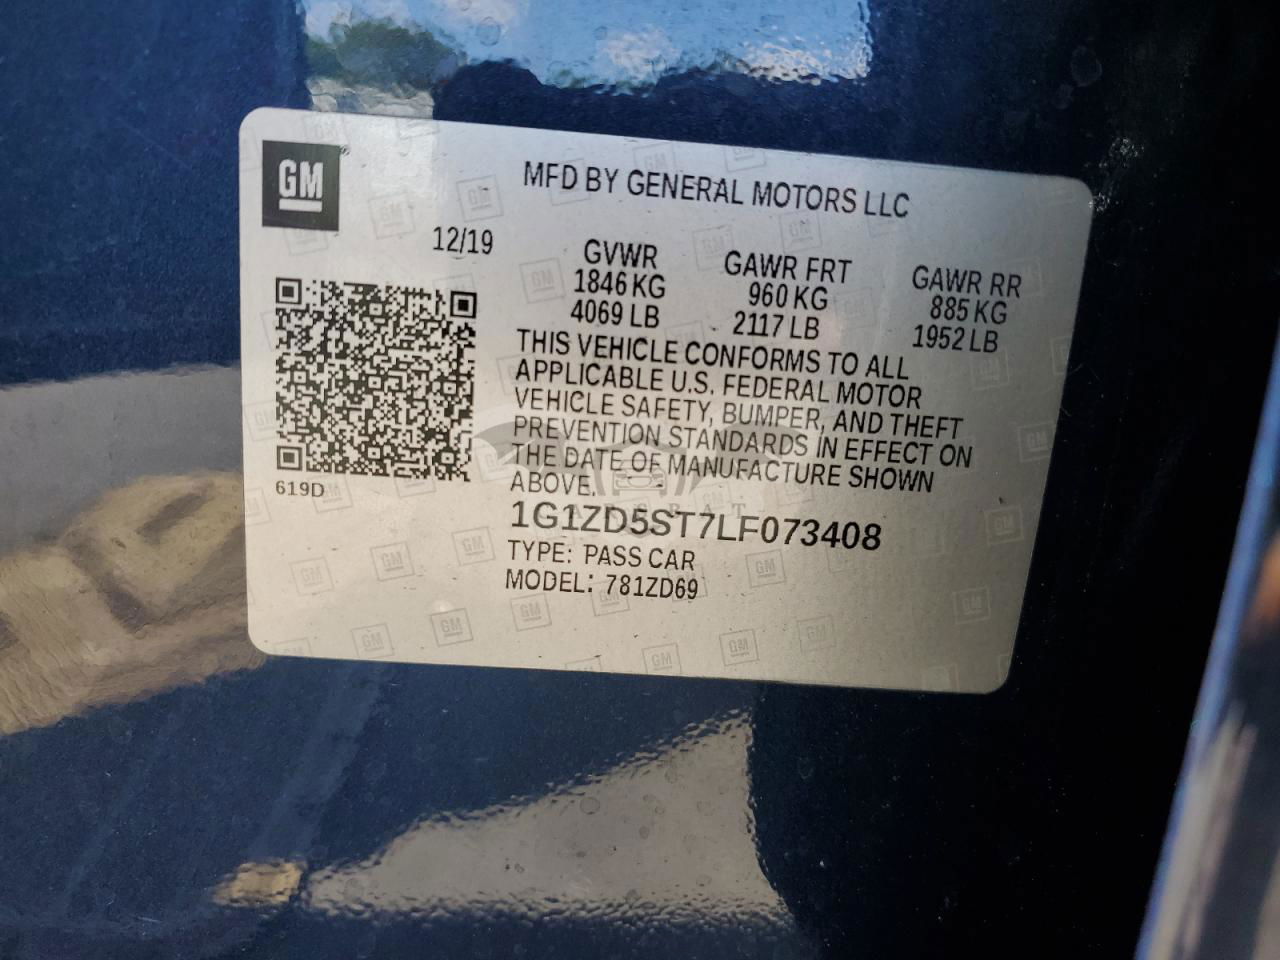 GM
MFD BY GENERAL MOTORS LLC
12/19
GVWR GAWR FRT GAWR RR
1846 KG 960 KG 885 KG
4069 LB 2117 LB 1952 LB
THIS VEHICLE CONFORMS TO ALL
APPLICABLE U.S. FEDERAL MOTOR
VEHICLE SAFETY, BUMPER, AND THEFT
PREVENTION STANDARDS IN EFFECT ON
THE DATE OF MANUFACTURE SHOWN
ABOVE.
619D
1G1ZD5ST7LF073408
TYPE: PASS CAR
MODEL: 781ZD69